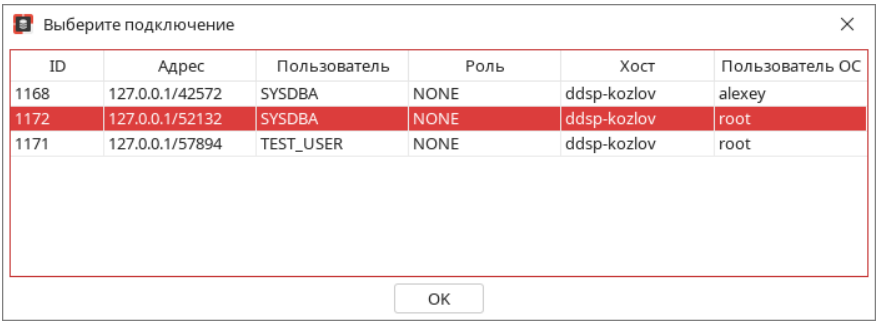 Выберите подключение
ID Адрес Пользователь Роль Хост Пользователь ОС
1168 127.0.0.1/42572 SYSDBA NONE ddsp-kozlov alexey
1172 127.0.0.1/52132 SYSDBA NONE ddsp-kozlov root
1171 127.0.0.1/57894 TEST_USER NONE ddsp-kozlov root
OK